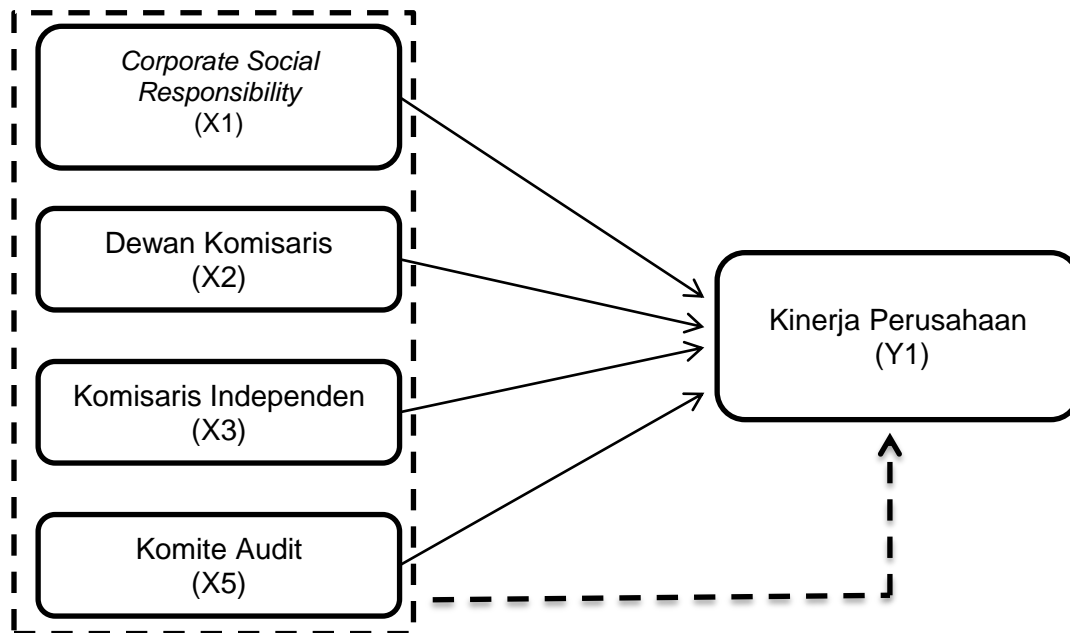 Corporate Social
Responsibility
(X1)
Dewan Komisaris
(X2)
Komisaris Independen
(X3)
Komite Audit
(X5)
Kinerja Perusahaan
(Y1)